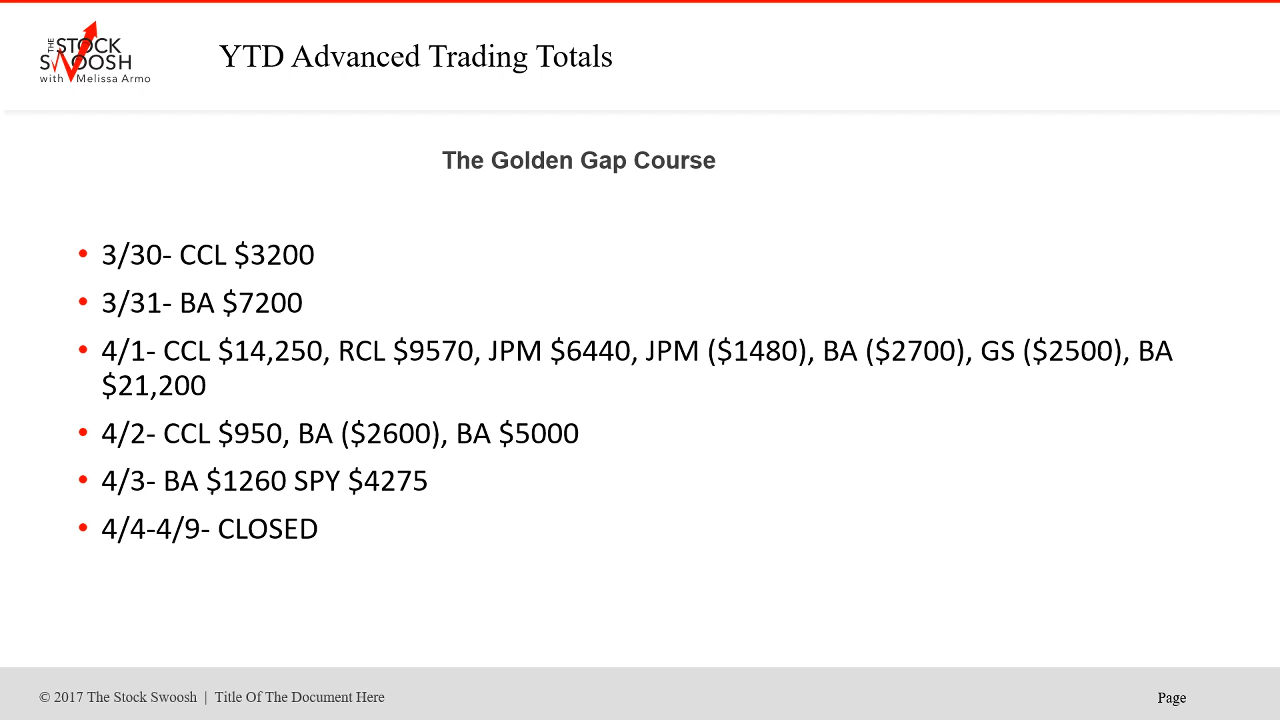 THE STOCK
SWOOSH
with Melissa Armo
YTD Advanced Trading Totals
The Golden Gap Course
• 3/30- CCL $3200
• 3/31- BA $7200
• 4/1- CCL $14,250, RCL $9570, JPM $6440, JPM ($1480), BA ($2700), GS ($2500), BA
$21,200
• 4/2- CCL $950, BA ($2600), BA $5000
• 4/3- BA $1260 SPY $4275
• 4/4-4/9- CLOSED
© 2017 The Stock Swoosh | Title Of The Document Here
Page